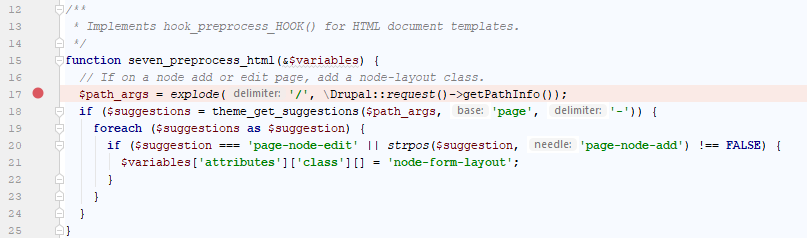 12 /**
13  * Implements hook_preprocess_HOOK() for HTML document templates.
14  */
15 function seven_preprocess_html(&$variables) {
16   // If on a node add or edit page, add a node-layout class.
17   $path_args = explode( delimiter: '/', \Drupal::request()->getPathInfo());
18   if ($suggestions = theme_get_suggestions($path_args, base: 'page', delimiter: '-')) {
19     foreach ($suggestions as $suggestion) {
20       if ($suggestion === 'page-node-edit' || strpos($suggestion, needle: 'page-node-add') !== FALSE) {
21         $variables['attributes']['class'][] = 'node-form-layout';
22       }
23     }
24   }
25 }